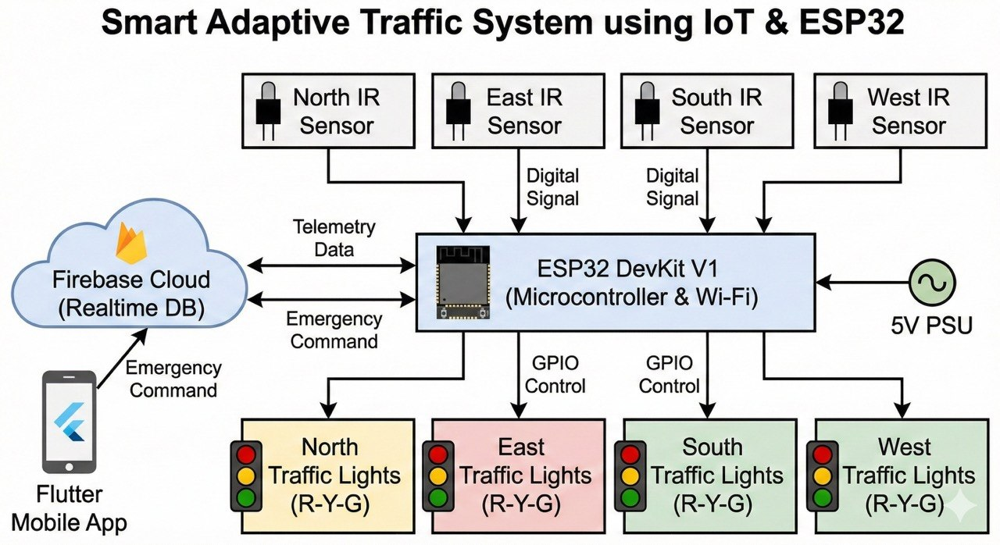 Smart Adaptive Traffic System using IoT & ESP32
North IR
Sensor
East IR
Sensor
South IR
Sensor
West IR
Sensor
Digital
Signal
Digital
Signal
Telemetry
Data
Firebase Cloud
(Realtime DB)
ESP32 DevKit V1
(Microcontroller & Wi-Fi)
5V PSU
Emergency
Command
Emergency
Command
GPIO
Control
GPIO
Control
Flutter
Mobile App
North
Traffic Lights
(R-Y-G)
East
Traffic Lights
(R-Y-G)
South
Traffic Lights
(R-Y-G)
West
Traffic Lights
(R-Y-G)